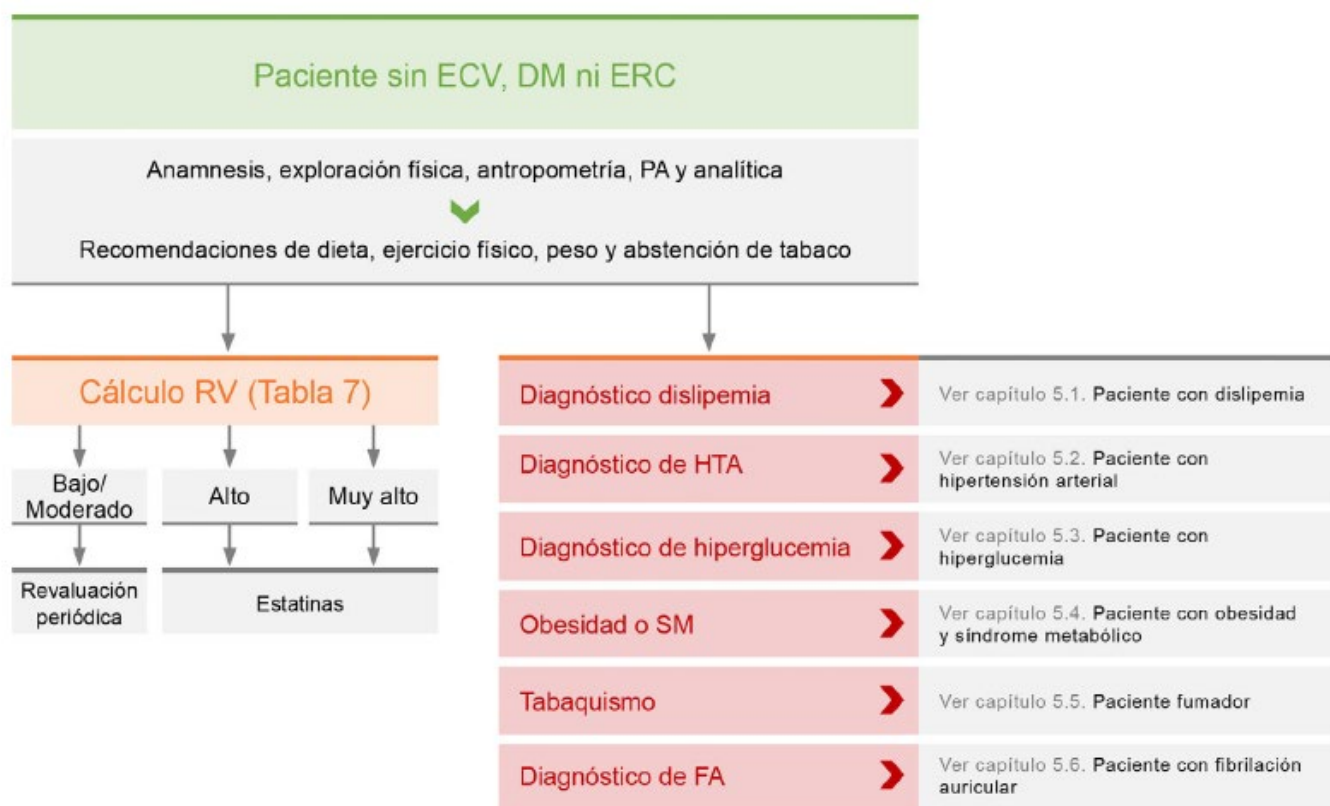 Paciente sin ECV, DM ni ERC
Anamnesis, exploración física, antropometría, PA y analítica
Recomendaciones de dieta, ejercicio físico, peso y abstención de tabaco
Cálculo RV (Tabla 7)
Bajo/
Moderado
Alto
Muy alto
Revaluación
periódica
Estatinas
Diagnóstico dislipemia
Ver capítulo 5.1. Paciente con dislipemia
Diagnóstico de HTA
Ver capítulo 5.2. Paciente con
hipertensión arterial
Diagnóstico de hiperglucemia
Ver capítulo 5.3. Paciente con
hiperglucemia
Obesidad o SM
Ver capítulo 5.4. Paciente con obesidad
y síndrome metabólico
Tabaquismo
Ver capítulo 5.5. Paciente fumador
Diagnóstico de FA
Ver capítulo 5.6. Paciente con fibrilación
auricular